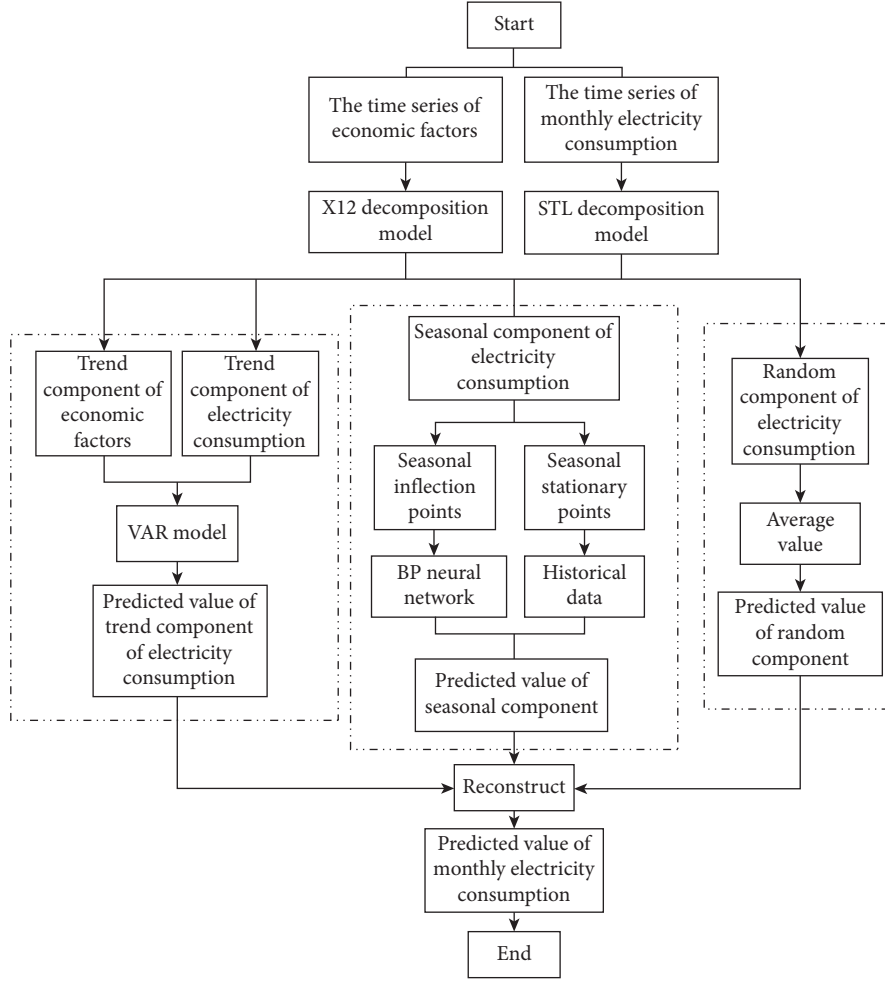 Start
The time series of
economic factors
The time series of
monthly electricity
consumption
X12 decomposition
model
STL decomposition
model
Trend
component of
economic
factors
Trend
component of
electricity
consumption
Seasonal component of
electricity
consumption
Random
component of
electricity
consumption
Seasonal
inflection
points
Seasonal
stationary
points
VAR model
BP neural
network
Historical
data
Average
value
Predicted value of
trend component
of electricity
consumption
Predicted value of
seasonal component
Predicted value
of random
component
Reconstruct
Predicted value of
monthly electricity
consumption
End